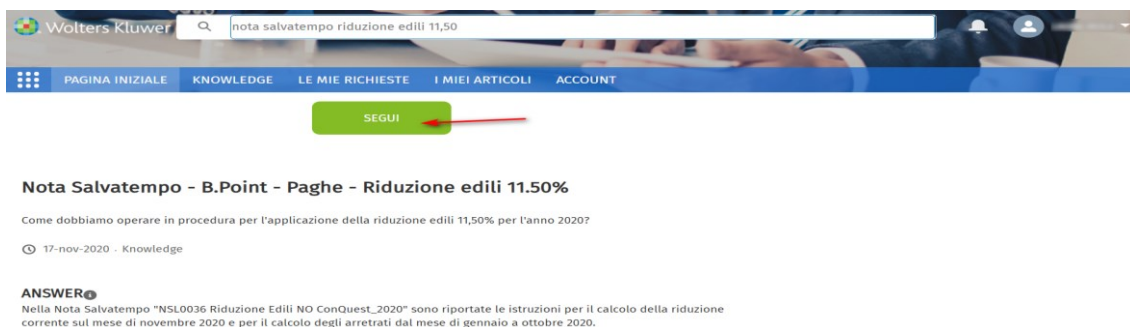 Wolters Kluwer
nota salvatempo riduzione edili 11,50
PAGINA INIZIALE KNOWLEDGE LE MIE RICHIESTE I MIEI ARTICOLI ACCOUNT
SEGUI
Nota Salvatempo - B.Point - Paghe - Riduzione edili 11.50%
Come dobbiamo operare in procedura per l'applicazione della riduzione edili 11,50% per l'anno 2020?
17-nov-2020 · Knowledge
ANSWER
Nella Nota Salvatempo "NSL0036 Riduzione Edili NO ConQuest_2020" sono riportate le istruzioni per il calcolo della riduzione
corrente sul mese di novembre 2020 e per il calcolo degli arretrati dal mese di gennaio a ottobre 2020.